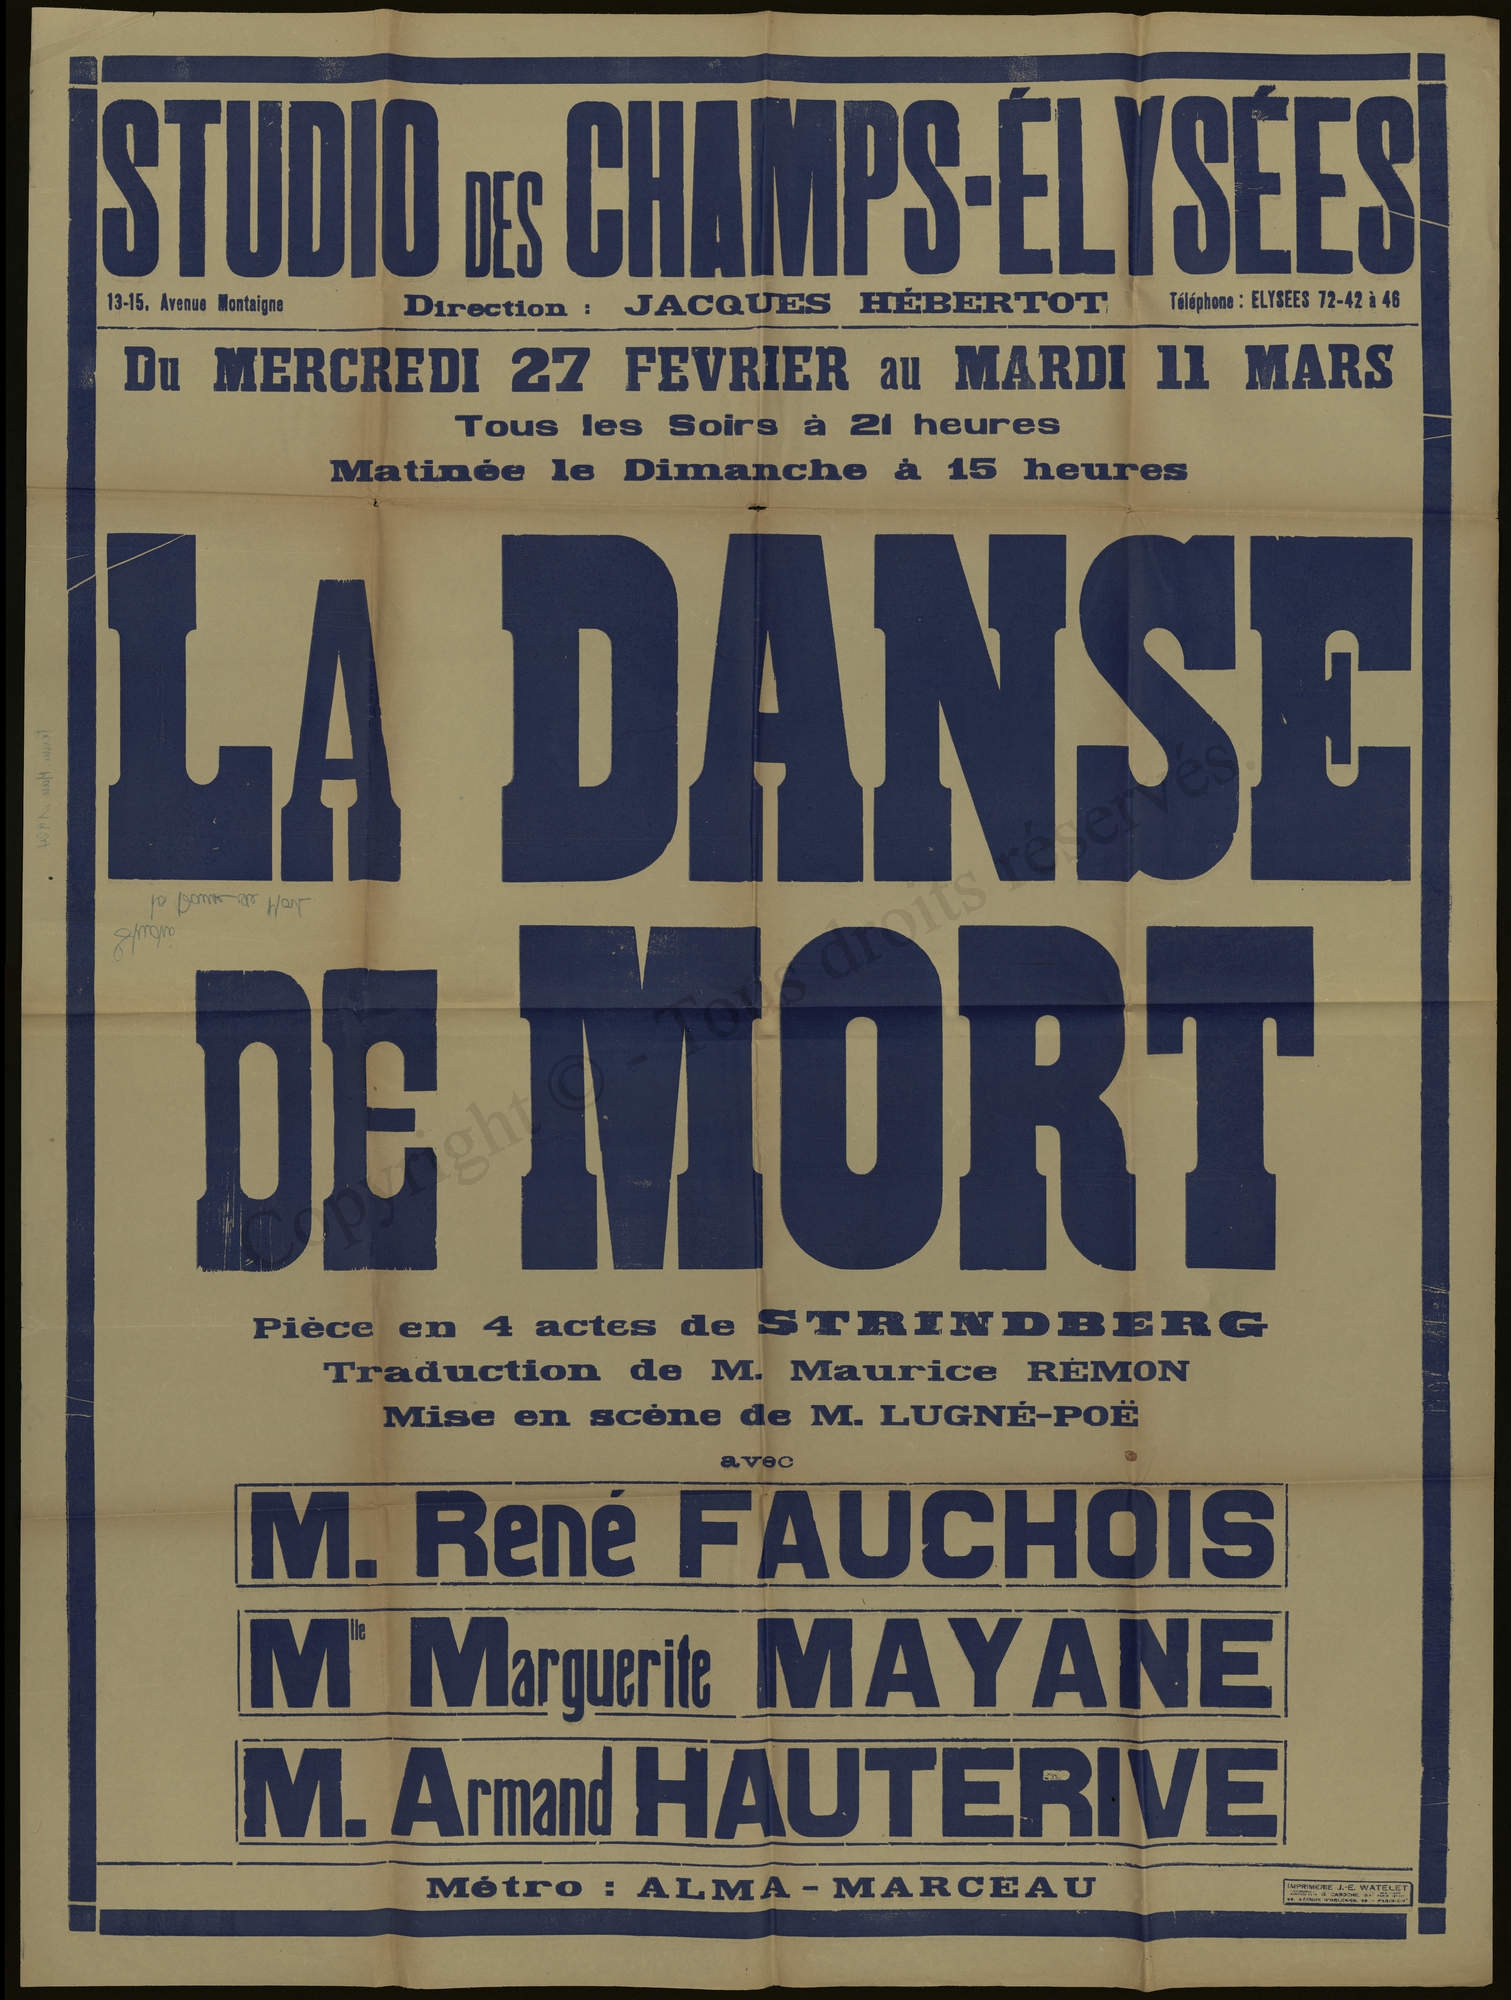 STUDIO DES CHAMPS-ÉLYSÉES
13-15, Avenue Montaigne Direction : JACQUES HÉBERTOT Téléphone : ELYSEES 72-42 à 46
Du MERCREDI 27 FEVRIER au MARDI 11 MARS
Tous les Soirs à 21 heures
Matinée le Dimanche à 15 heures
LA DANSE
DE MORT
Pièce en 4 actes de STRINDBERG
Traduction de M. Maurice RÉMON
Mise en scène de M. LUGNÉ-POË
avec
M. René FAUCHOIS
Mlle Marguerite MAYANE
M. Armand HAUTERIVE
Métro : ALMA - MARCEAU
IMPRIMERIE J.-E. WATELET
Copyright © - Tous droits réservés.